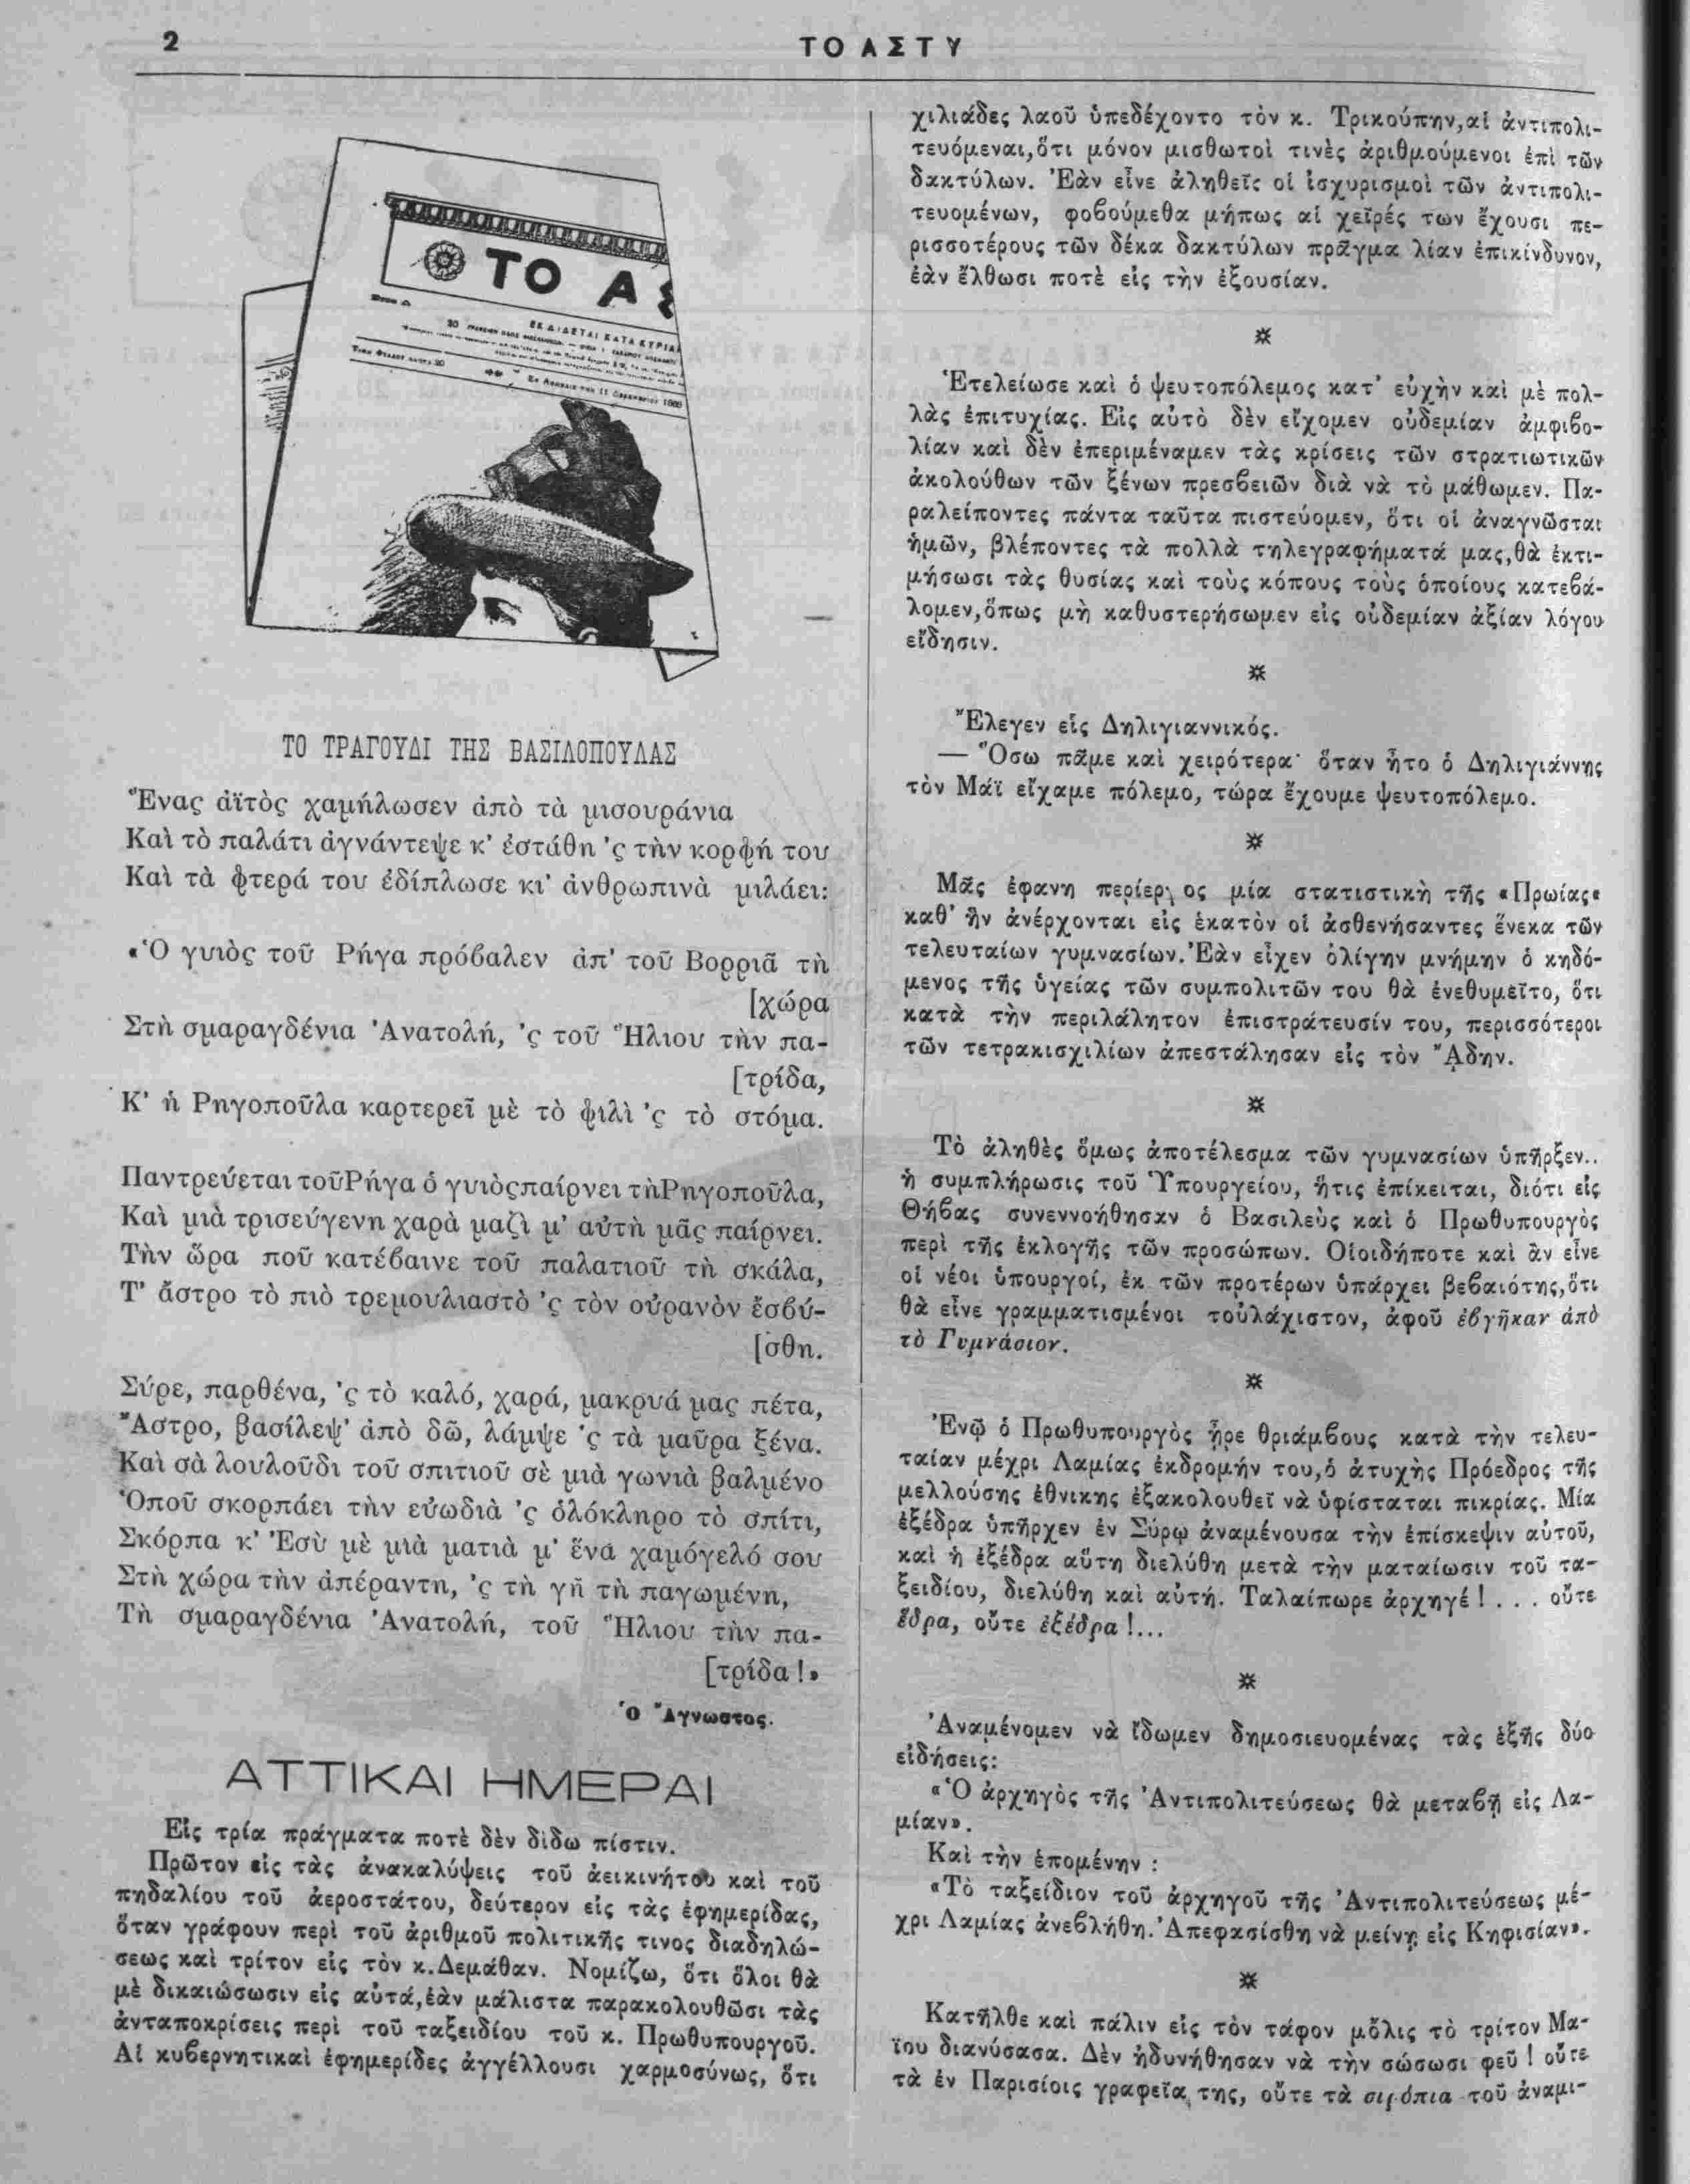 2
ΤΟ ΑΣΤΥ
ΤΟ ΑΣ
ΕΚΔΙΔΕΤΑΙ ΚΑΤΑ ΚΥΡΙΑ
ΤΟ ΤΡΑΓΟΥΔΙ ΤΗΣ ΒΑΣΙΛΟΠΟΥΛΑΣ
Ἕνας ἀϊτὸς χαμήλωσεν ἀπὸ τὰ μισουράνια
Καὶ τὸ παλάτι ἀγνάντεψε κ' ἐστάθη 'ς τὴν κορφή του
Καὶ τὰ φτερά του ἐδίπλωσε κι' ἀνθρωπινὰ μιλάει:
«Ὁ γυιὸς τοῦ Ρήγα πρόβαλεν ἀπ' τοῦ Βορριᾶ τὴ
[χώρα
Στὴ σμαραγδένια Ἀνατολή, 'ς τοῦ Ἥλιου τὴν πα-
[τρίδα,
Κ' ἡ Ρηγοποῦλα καρτερεῖ μὲ τὸ φιλὶ 'ς τὸ στόμα.
Παντρεύεται τοῦ Ρήγα ὁ γυιὸς παίρνει τὴ Ρηγοποῦλα,
Καὶ μιὰ τρισεύγενη χαρὰ μαζὶ μ' αὐτὴ μᾶς παίρνει.
Τὴν ὥρα ποῦ κατέβαινε τοῦ παλατιοῦ τὴ σκάλα,
Τ' ἄστρο τὸ πιὸ τρεμουλιαστὸ 'ς τὸν οὐρανὸν ἔσβύ-
[σθη.
Σύρε, παρθένα, 'ς τὸ καλό, χαρά, μακρυά μας πέτα,
Ἄστρο, βασίλεψ' ἀπὸ δῶ, λάμψε 'ς τὰ μαῦρα ξένα.
Καὶ σὰ λουλοῦδι τοῦ σπιτιοῦ σὲ μιὰ γωνιὰ βαλμένο
Ὁποῦ σκορπάει τὴν εὐωδιὰ 'ς ὁλόκληρο τὸ σπίτι,
Σκόρπα κ' Ἐσὺ μὲ μιὰ ματιὰ μ' ἕνα χαμόγελό σου
Στὴ χώρα τὴν ἀπέραντη, 'ς τὴ γῆ τὴ παγωμένη,
Τὴ σμαραγδένια Ἀνατολή, τοῦ Ἥλιου τὴν πα-
[τρίδα!»
Ὁ Ἄγνωστος.
ΑΤΤΙΚΑΙ ΗΜΕΡΑΙ
Εἰς τρία πράγματα ποτὲ δὲν δίδω πίστιν.
Πρῶτον εἰς τὰς ἀνακαλύψεις τοῦ ἀεικινήτου καὶ τοῦ
πηδαλίου τοῦ ἀεροστάτου, δεύτερον εἰς τὰς ἐφημερίδας,
ὅταν γράφουν περὶ τοῦ ἀριθμοῦ πολιτικῆς τινος διαδηλώ-
σεως καὶ τρίτον εἰς τὸν κ. Δεμάθαν. Νομίζω, ὅτι ὅλοι θὰ
μὲ δικαιώσωσιν εἰς αὐτά, ἐὰν μάλιστα παρακολουθῶσι τὰς
ἀνταποκρίσεις περὶ τοῦ ταξειδίου τοῦ κ. Πρωθυπουργοῦ.
Αἱ κυβερνητικαὶ ἐφημερίδες ἀγγέλλουσι χαρμοσύνως, ὅτι
χιλιάδες λαοῦ ὑπεδέχοντο τὸν κ. Τρικούπην, αἱ ἀντιπολι-
τευόμεναι, ὅτι μόνον μισθωτοὶ τινὲς ἀριθμούμενοι ἐπὶ τῶν
δακτύλων. Ἐὰν εἶνε ἀληθεῖς οἱ ἰσχυρισμοὶ τῶν ἀντιπολι-
τευομένων, φοβούμεθα μήπως αἱ χεῖρές των ἔχουσι πε-
ρισσοτέρους τῶν δέκα δακτύλων πρᾶγμα λίαν ἐπικίνδυνον,
ἐὰν ἔλθωσι ποτὲ εἰς τὴν ἐξουσίαν.
Ἐτελείωσε καὶ ὁ ψευτοπόλεμος κατ' εὐχὴν καὶ μὲ πολ-
λὰς ἐπιτυχίας. Εἰς αὐτὸ δὲν εἴχομεν οὐδεμίαν ἀμφιβο-
λίαν καὶ δὲν ἐπεριμέναμεν τὰς κρίσεις τῶν στρατιωτικῶν
ἀκολούθων τῶν ξένων πρεσβειῶν διὰ νὰ τὸ μάθωμεν. Πα-
ραλείποντες πάντα ταῦτα πιστεύομεν, ὅτι οἱ ἀναγνῶσται
ἡμῶν, βλέποντες τὰ πολλὰ τηλεγραφήματά μας, θὰ ἐκτι-
μήσωσι τὰς θυσίας καὶ τοὺς κόπους τοὺς ὁποίους κατεβά-
λομεν, ὅπως μὴ καθυστερήσωμεν εἰς οὐδεμίαν ἀξίαν λόγου
εἴδησιν.
Ἔλεγεν εἷς Δηλιγιαννικός.
— Ὅσω πᾶμε καὶ χειρότερα· ὅταν ἦτο ὁ Δηλιγιάννης
τὸν Μάϊ εἴχαμε πόλεμο, τώρα ἔχουμε ψευτοπόλεμο.
Μᾶς ἐφανη περίεργος μία στατιστικὴ τῆς «Πρωίας»
καθ' ἣν ἀνέρχονται εἰς ἑκατὸν οἱ ἀσθενήσαντες ἕνεκα τῶν
τελευταίων γυμνασίων. Ἐὰν εἶχεν ὀλίγην μνήμην ὁ κηδό-
μενος τῆς ὑγείας τῶν συμπολιτῶν του θὰ ἐνεθυμεῖτο, ὅτι
κατὰ τὴν περιλάλητον ἐπιστράτευσίν του, περισσότεροι
τῶν τετρακισχιλίων ἀπεστάλησαν εἰς τὸν ᾍδην.
Τὸ ἀληθὲς ὅμως ἀποτέλεσμα τῶν γυμνασίων ὑπῆρξεν..
ἡ συμπλήρωσις τοῦ Ὑπουργείου, ἥτις ἐπίκειται, διότι εἰς
Θήβας συνεννοήθησαν ὁ Βασιλεὺς καὶ ὁ Πρωθυπουργὸς
περὶ τῆς ἐκλογῆς τῶν προσώπων. Οἱοιδήποτε καὶ ἂν εἶνε
οἱ νέοι ὑπουργοί, ἐκ τῶν προτέρων ὑπάρχει βεβαιότης, ὅτι
θὰ εἶνε γραμματισμένοι τοὐλάχιστον, ἀφοῦ ἐβγῆκαν ἀπὸ
τὸ Γυμνάσιον.
Ἐνῷ ὁ Πρωθυπουργὸς ᾖρε θριάμβους κατὰ τὴν τελευ-
ταίαν μέχρι Λαμίας ἐκδρομήν του, ὁ ἀτυχὴς Πρόεδρος τῆς
μελλούσης ἐθνικης ἐξακολουθεῖ νὰ ὑφίσταται πικρίας. Μία
ἐξέδρα ὑπῆρχεν ἐν Σύρῳ ἀναμένουσα τὴν ἐπίσκεψιν αὐτοῦ,
καὶ ἡ ἐξέδρα αὕτη διελύθη μετὰ τὴν ματαίωσιν τοῦ τα-
ξειδίου, διελύθη καὶ αὐτή. Ταλαίπωρε ἀρχηγέ!... οὔτε
ἕδρα, οὔτε ἐξέδρα!...
Ἀναμένομεν νὰ ἴδωμεν δημοσιευομένας τὰς ἑξῆς δύο
εἰδήσεις:
«Ὁ ἀρχηγὸς τῆς Ἀντιπολιτεύσεως θὰ μεταβῇ εἰς Λα-
μίαν».
Καὶ τὴν ἑπομένην :
«Τὸ ταξείδιον τοῦ ἀρχηγοῦ τῆς Ἀντιπολιτεύσεως μέ-
χρι Λαμίας ἀνεβλήθη. Ἀπεφασίσθη νὰ μείνῃ εἰς Κηφισίαν».
Κατῆλθε καὶ πάλιν εἰς τὸν τάφον μόλις τὸ τρίτον Μα-
ΐου διανύσασα. Δὲν ἠδυνήθησαν νὰ τὴν σώσωσι φεῦ! οὔτε
τὰ ἐν Παρισίοις γραφεῖα της, οὔτε τὰ σιρόπια τοῦ ἀναμι-